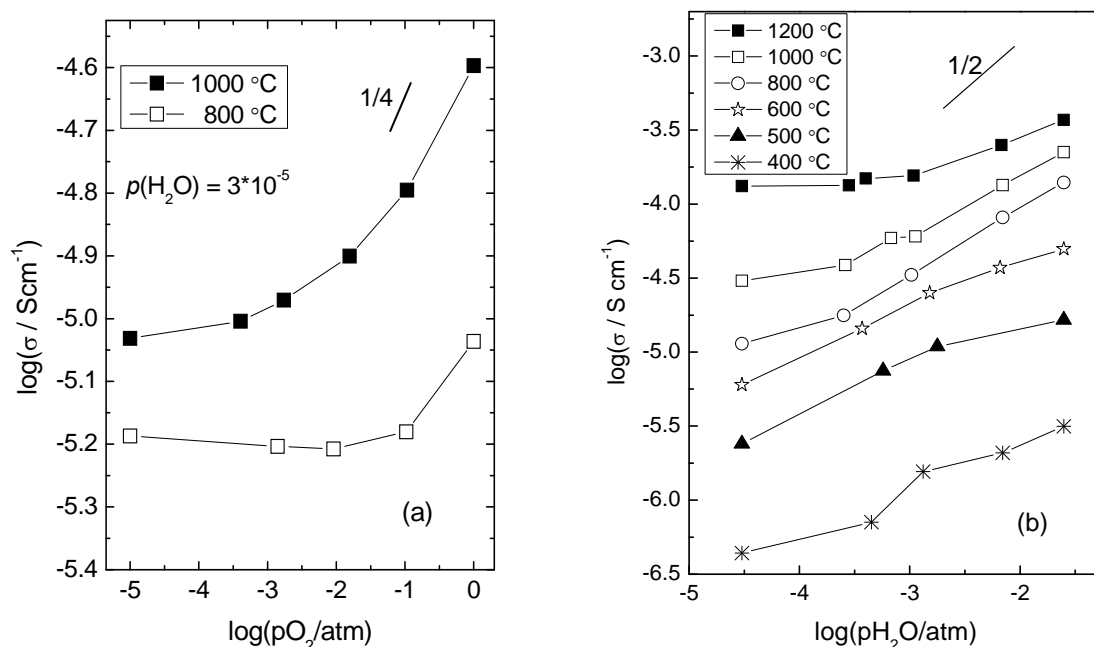 -4.6
-4.7
-4.8
-4.9
-5.0
-5.1
-5.2
-5.3
-5.4
log(σ / Scm⁻¹)
1000 °C
800 °C
1/4
p(H₂O) = 3*10⁻⁵
(a)
-5 -4 -3 -2 -1 0
log(pO₂/atm)
-3.0
-3.5
-4.0
-4.5
-5.0
-5.5
-6.0
-6.5
log(σ / S cm⁻¹)
1200 °C
1000 °C
800 °C
600 °C
500 °C
400 °C
1/2
(b)
-5 -4 -3 -2
log(pH₂O/atm)